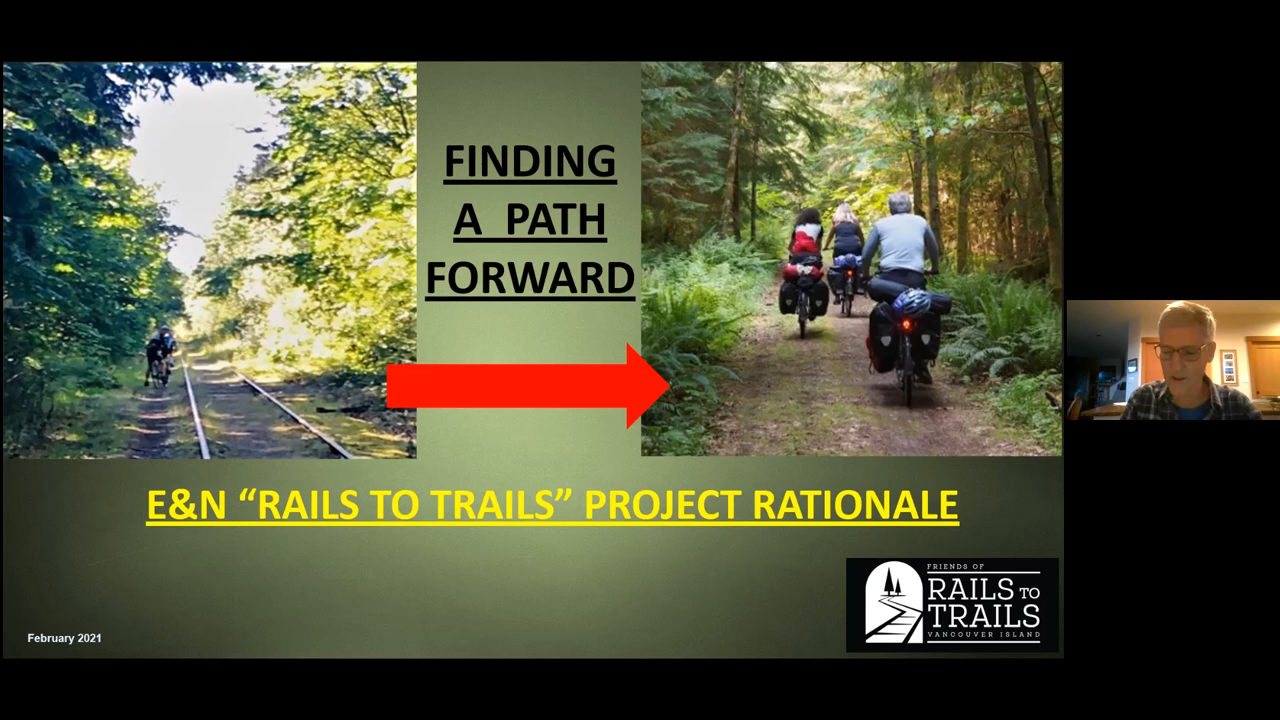 FINDING
A PATH
FORWARD
E&N “RAILS TO TRAILS” PROJECT RATIONALE
February 2021
FRIENDS OF
RAILS TO
TRAILS
VANCOUVER ISLAND